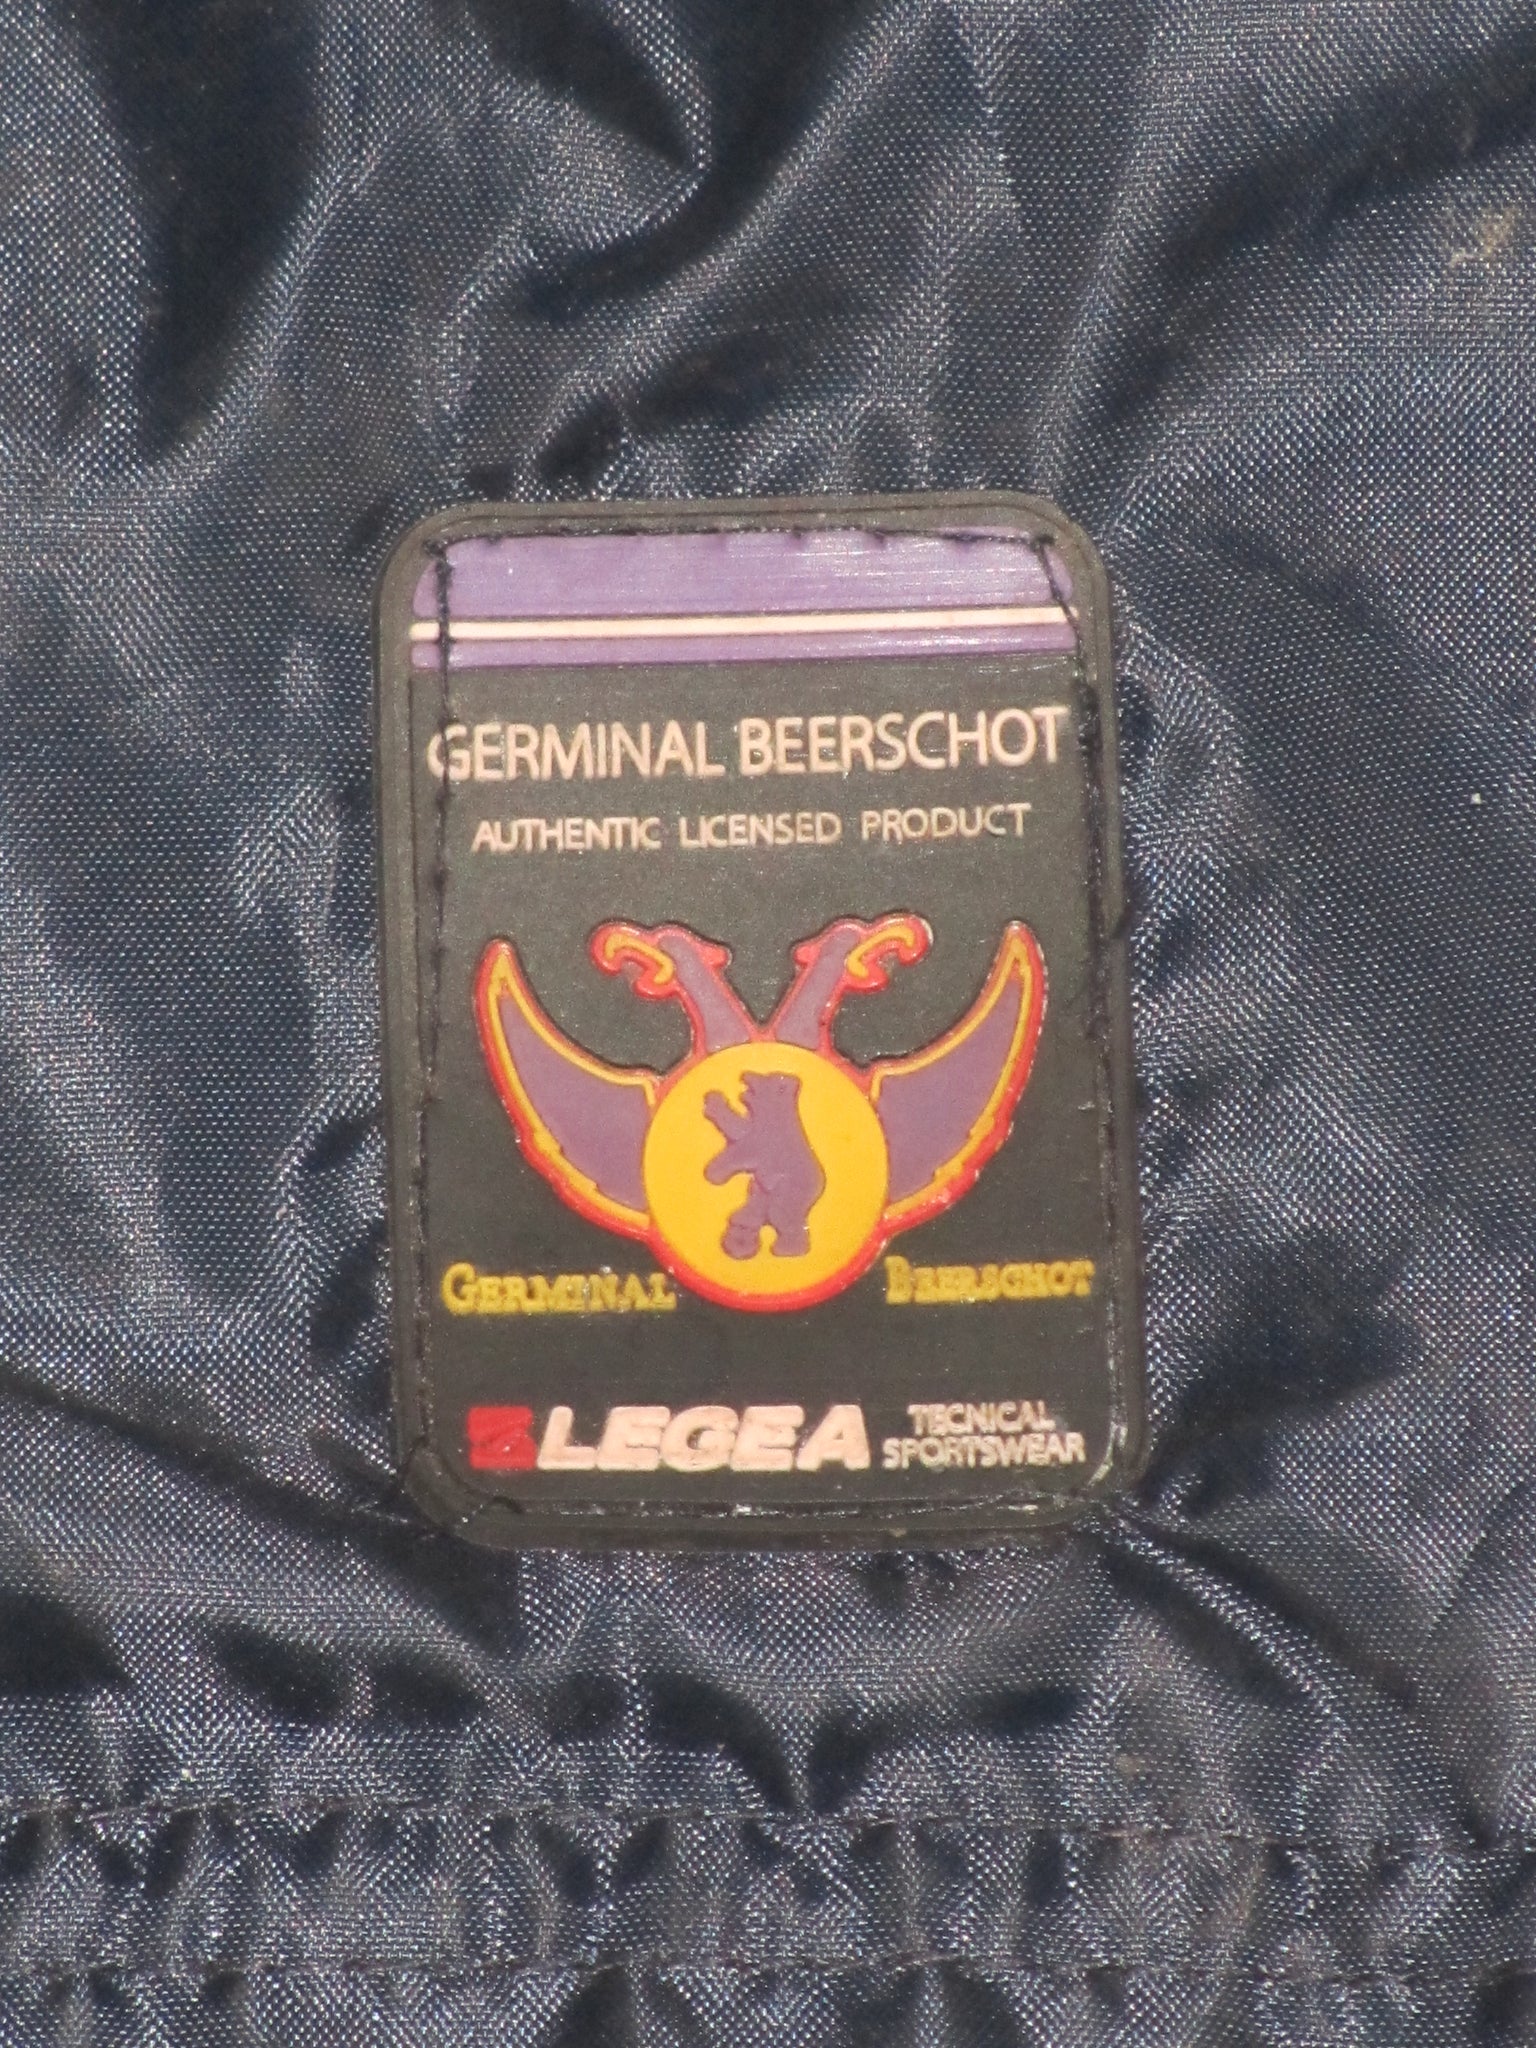 GERMINAL BEERSCHOT
AUTHENTIC LICENSED PRODUCT
GERMINAL BEERSCHOT
LEGEA TECNICAL
SPORTSWEAR